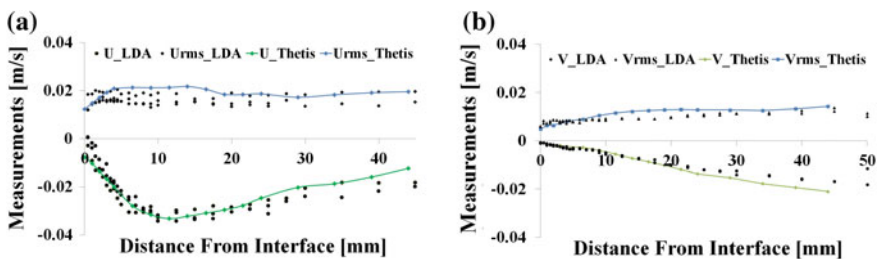 (a)
U_LDA Urms_LDA U_Thetis Urms_Thetis
0.04
0.02
0
-0.02
-0.04
0 10 20 30 40
Measurements [m/s]
Distance From Interface [mm]
(b)
V_LDA Vrms_LDA V_Thetis Vrms_Thetis
0.04
0.02
0
-0.02
-0.04
0 10 20 30 40 50
Measurements [m/s]
Distance From Interface [mm]